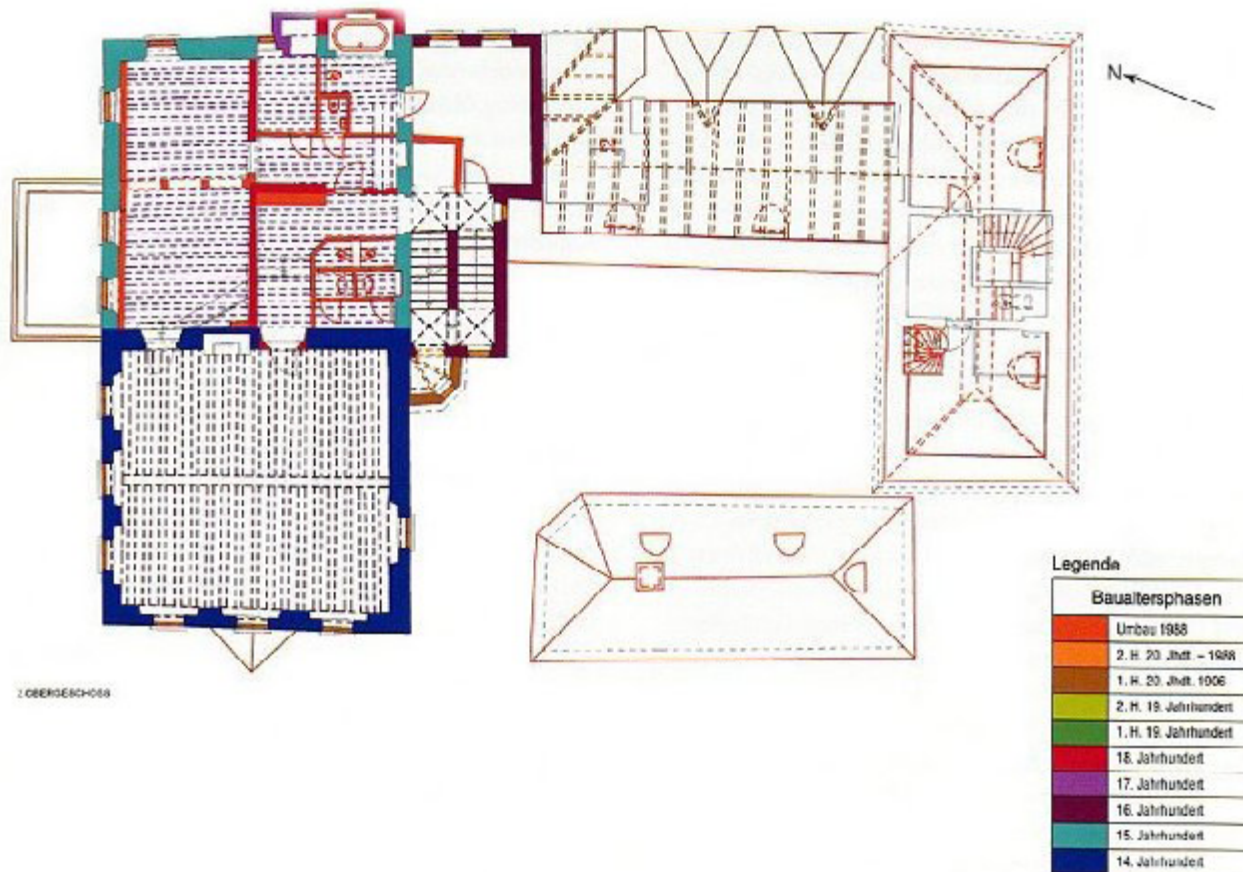 N
2.OBERGESCHOSS
Legende
Baualtersphasen
Umbau 1988
2. H. 20. Jhdt. – 1988
1. H. 20. Jhdt. 1906
2. H. 19. Jahrhundert
1. H. 19. Jahrhundert
18. Jahrhundert
17. Jahrhundert
16. Jahrhundert
15. Jahrhundert
14. Jahrhundert